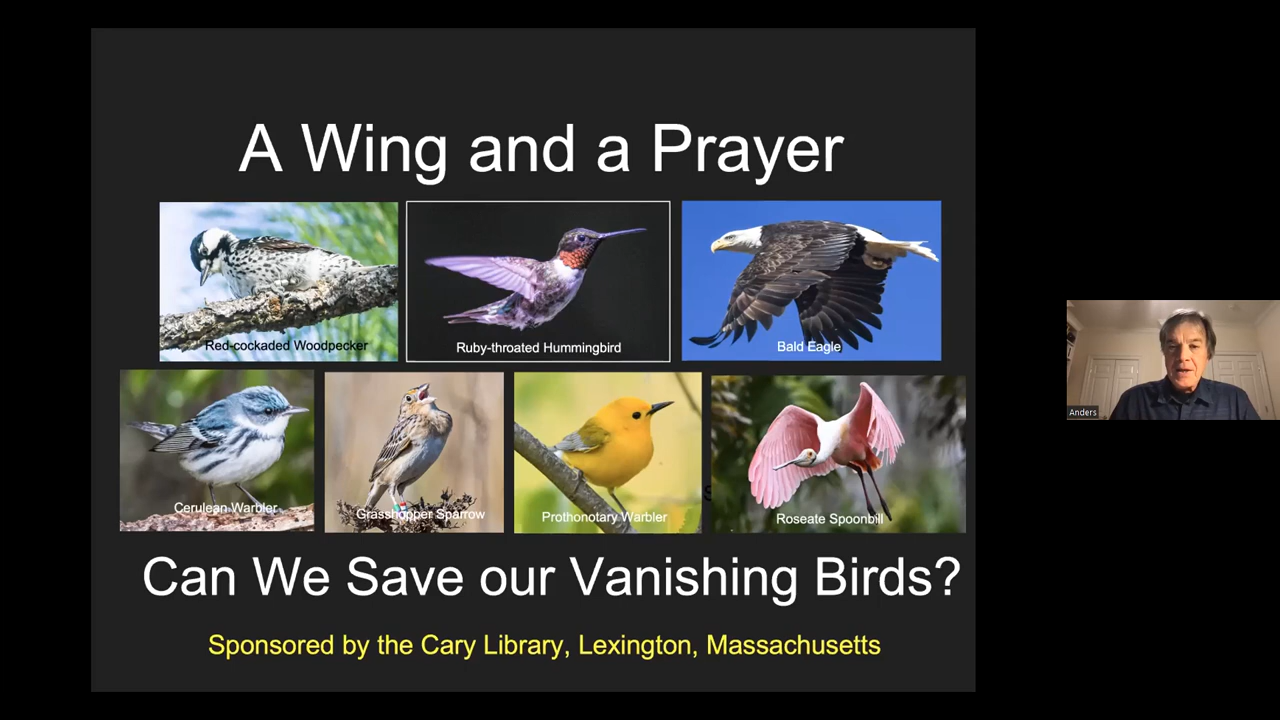 A Wing and a Prayer
Red-cockaded Woodpecker
Ruby-throated Hummingbird
Bald Eagle
Cerulean Warbler
Grasshopper Sparrow
Prothonotary Warbler
Roseate Spoonbill
Can We Save our Vanishing Birds?
Sponsored by the Cary Library, Lexington, Massachusetts
Anders